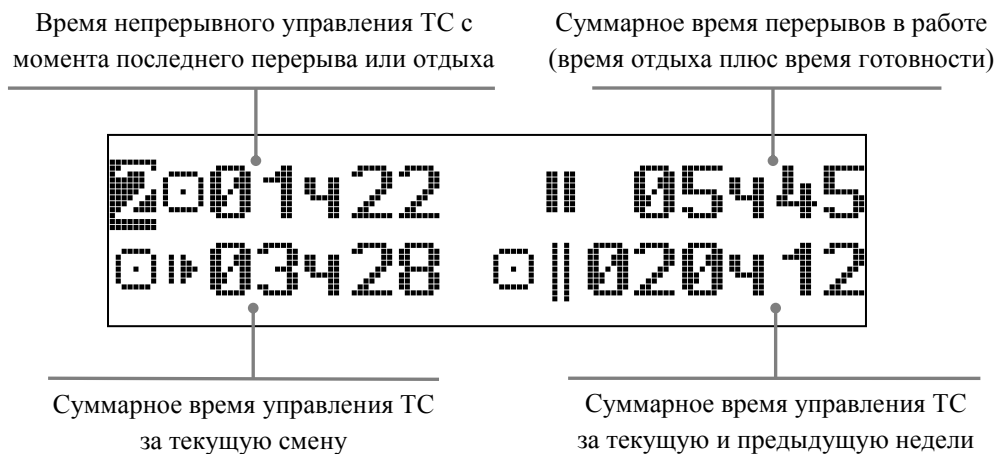 Время непрерывного управления ТС с
момента последнего перерыва или отдыха
Суммарное время перерывов в работе
(время отдыха плюс время готовности)
2 01ч22 05ч45
03ч28 020ч12
Суммарное время управления ТС
за текущую смену
Суммарное время управления ТС
за текущую и предыдущую недели